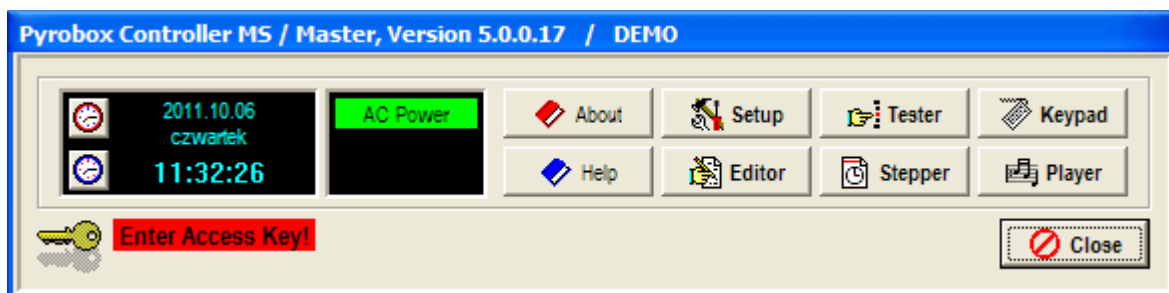 Pyrobox Controller MS / Master, Version 5.0.0.17 / DEMO
2011.10.06
czwartek
11:32:26
AC Power
About
Setup
Tester
Keypad
Help
Editor
Stepper
Player
Enter Access Key!
Close